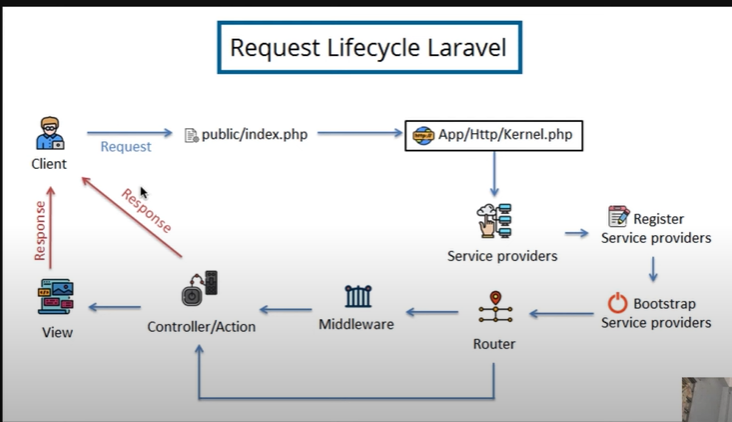 Request Lifecycle Laravel
Client
Request
public/index.php
App/Http/Kernel.php
Service providers
Register
Service providers
Bootstrap
Service providers
Router
Middleware
Controller/Action
View
Response
Response